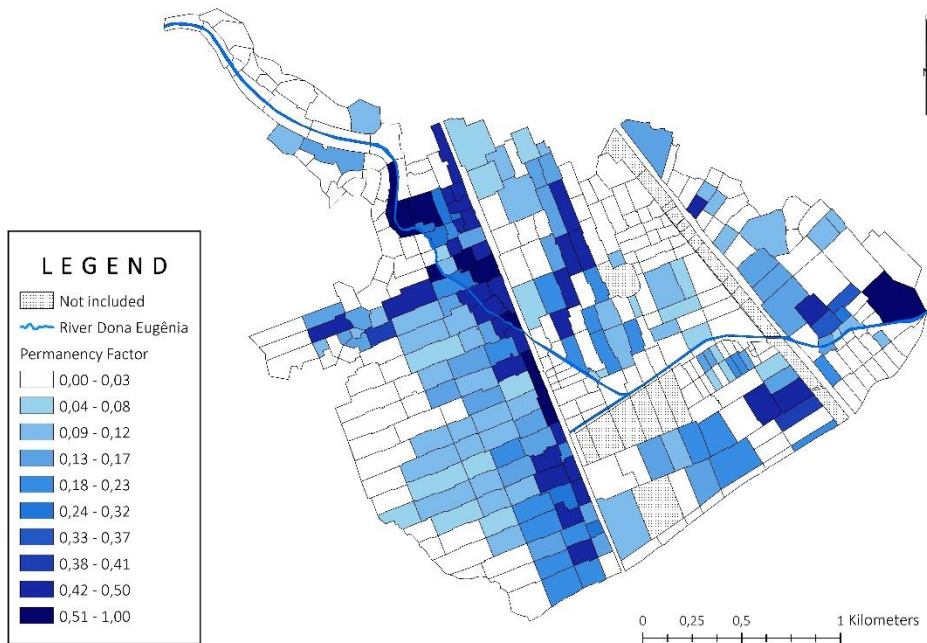 N
LEGEND
Not included
River Dona Eugênia
Permanency Factor
0,00 - 0,03
0,04 - 0,08
0,09 - 0,12
0,13 - 0,17
0,18 - 0,23
0,24 - 0,32
0,33 - 0,37
0,38 - 0,41
0,42 - 0,50
0,51 - 1,00
0 0,25 0,5 1 Kilometers